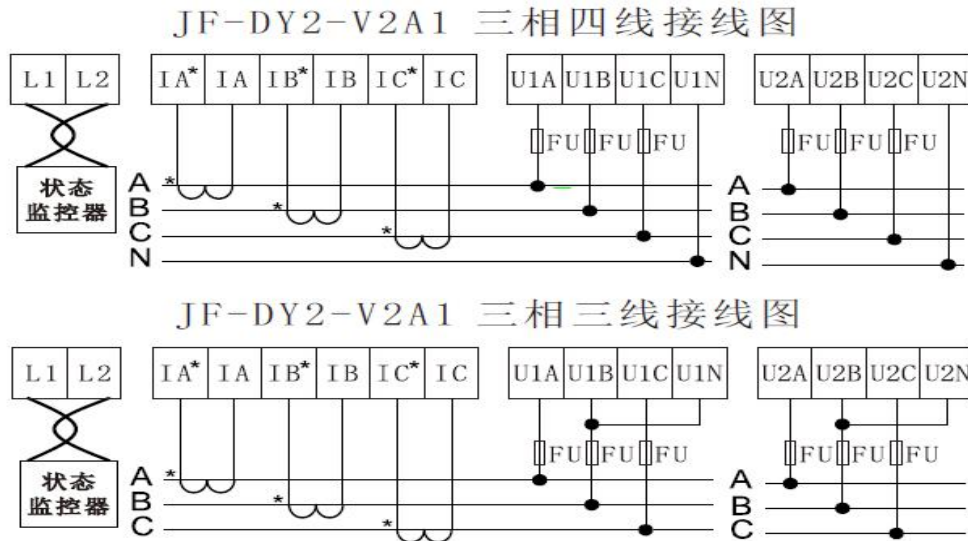 JF-DY2-V2A1 三相四线接线图
L1 L2 IA* IA IB* IB IC* IC U1A U1B U1C U1N U2A U2B U2C U2N
FU FU FU FU FU FU
状态
监控器
* A A
* B B
* C C
N N
JF-DY2-V2A1 三相三线接线图
L1 L2 IA* IA IB* IB IC* IC U1A U1B U1C U1N U2A U2B U2C U2N
FU FU FU FU FU FU
状态
监控器
A * A
B * B
C * C